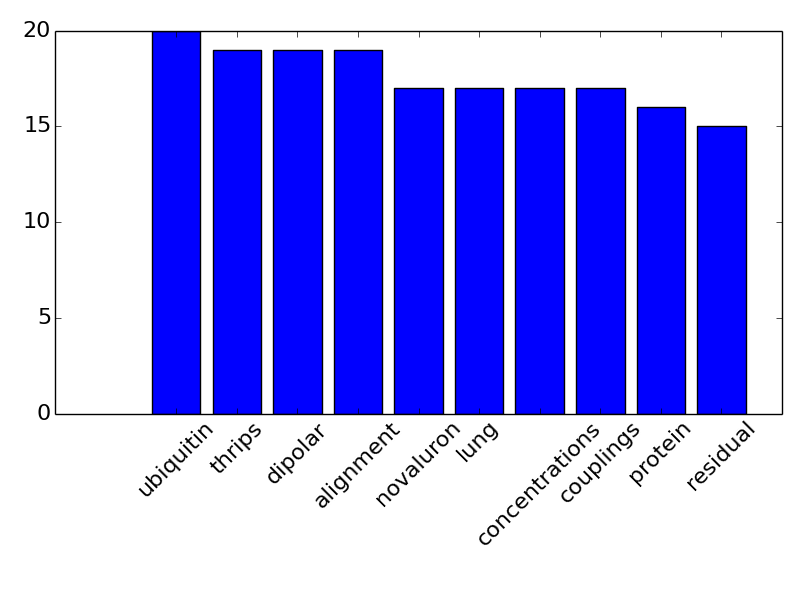 20
15
10
5
0
ubiquitin
thrips
dipolar
alignment
novaluron
lung
concentrations
couplings
protein
residual